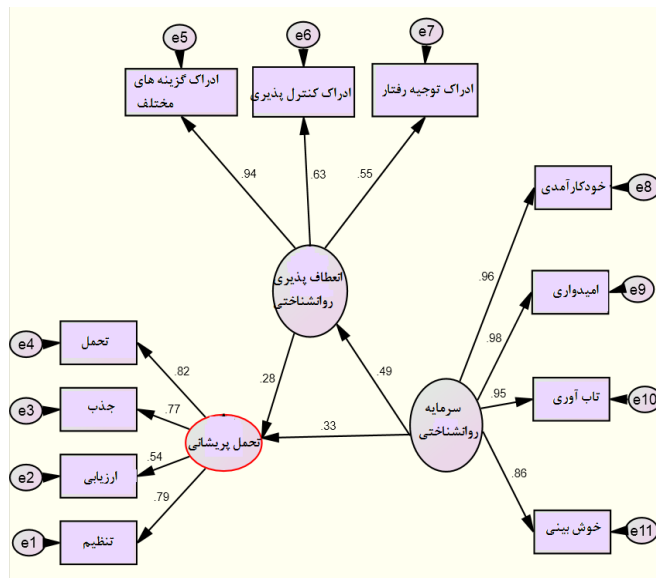 e5
e6
e7
ادراک گزینه های
مختلف
ادراک کنترل پذیری
ادراک توجیه رفتار
.94
.63
.55
خودکارآمدی
e8
.96
انعطاف پذیری
روانشناختی
امیدواری
e9
.98
e4
تحمل
.82
.28
.49
تاب آوری
e10
.95
e3
جذب
.77
سرمایه
روانشناختی
.33
تحمل پریشانی
e2
ارزیابی
.54
.86
.79
e1
تنظیم
خوش بینی
e11